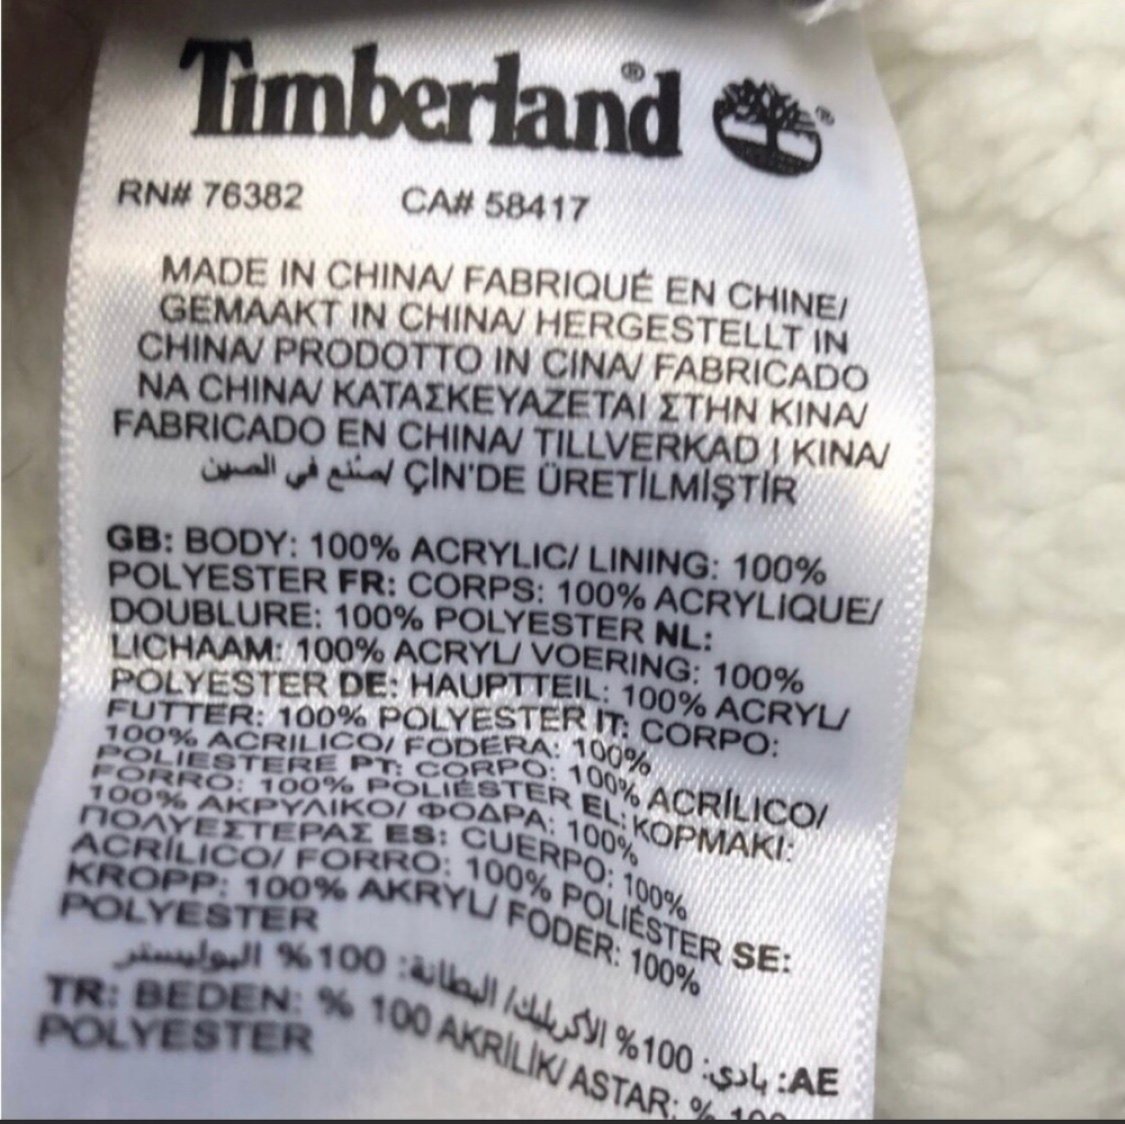 Timberland®
RN# 76382 CA# 58417
MADE IN CHINA/ FABRIQUÉ EN CHINE/
GEMAAKT IN CHINA/ HERGESTELLT IN
CHINA/ PRODOTTO IN CINA/ FABRICADO
NA CHINA/ ΚΑΤΑΣΚΕΥΑΖΕΤΑΙ ΣΤΗΝ ΚΙΝΑ/
FABRICADO EN CHINA/ TILLVERKAD I KINA/
صنع في الصين/ ÇİN'DE ÜRETİLMİŞTİR
GB: BODY: 100% ACRYLIC/ LINING: 100%
POLYESTER FR: CORPS: 100% ACRYLIQUE/
DOUBLURE: 100% POLYESTER NL:
LICHAAM: 100% ACRYL/ VOERING: 100%
POLYESTER DE: HAUPTTEIL: 100% ACRYL/
FUTTER: 100% POLYESTER IT: CORPO:
100% ACRILICO/ FODERA: 100%
POLIESTERE PT: CORPO: 100% ACRÍLICO/
FORRO: 100% POLIÉSTER EL: ΚΟΡΜΑΚΙ:
100% ΑΚΡΥΛΙΚΟ/ ΦΟΔΡΑ: 100%
ΠΟΛΥΕΣΤΕΡΑΣ ES: CUERPO: 100%
ACRÍLICO/ FORRO: 100% POLIÉSTER SE:
KROPP: 100% AKRYL/ FODER: 100%
POLYESTER
AE: بادي: 100% الأكريليك/ البطانة: 100% البوليستر
TR: BEDEN: % 100 AKRİLİK/ ASTAR: % 100
POLYESTER